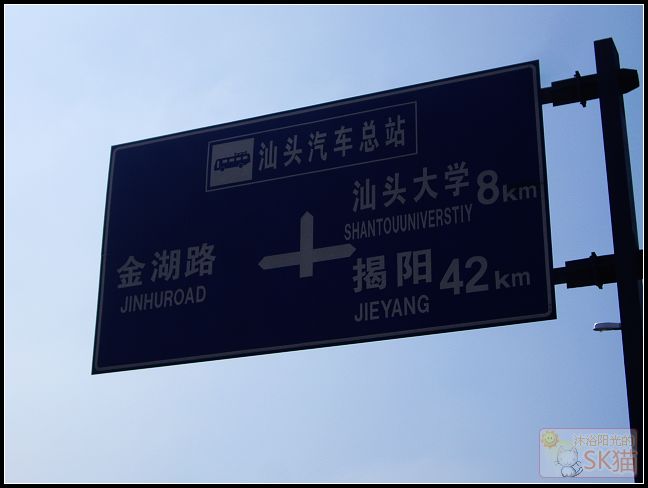 汕头汽车总站
汕头大学 8km
SHANTOUUNIVERSTIY
金湖路
JINHUROAD
揭阳 42km
JIEYANG
沐浴阳光的
SK猫